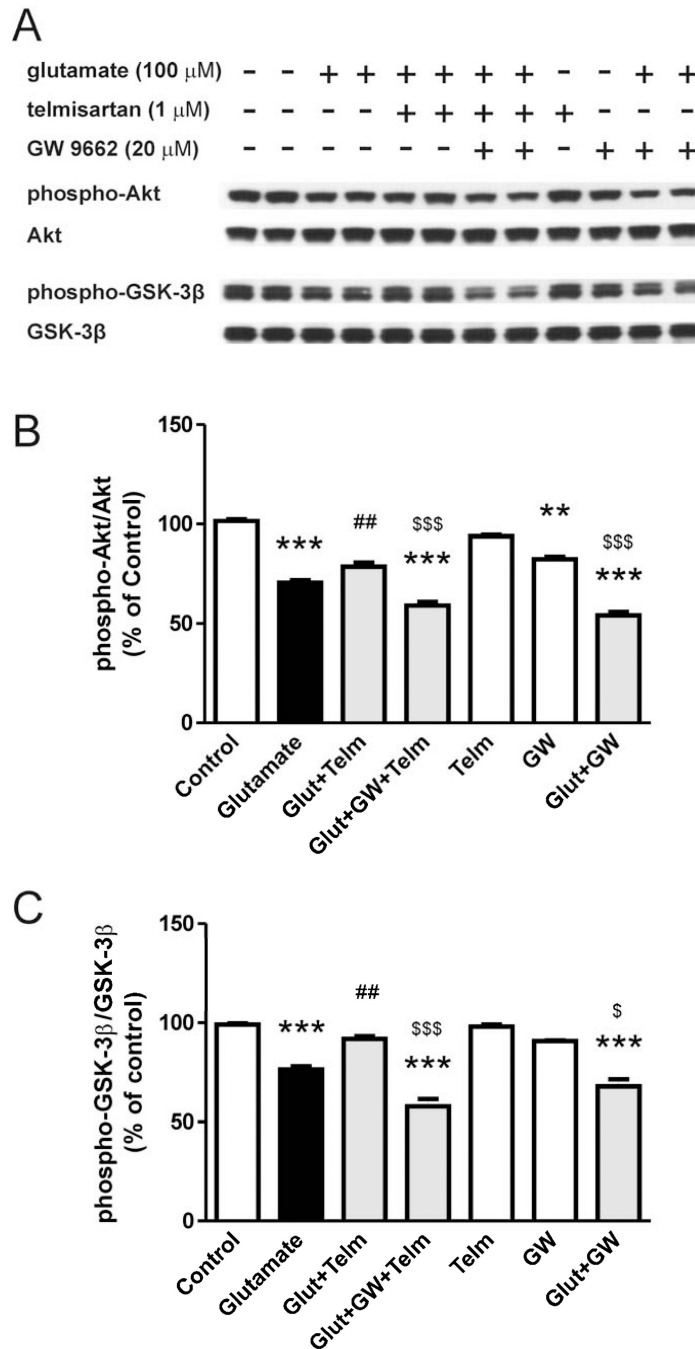 A
glutamate (100 μM) - - + + + + + + - - + +
telmisartan (1 μM) - - - - + + + + + - - -
GW 9662 (20 μM) - - - - - - + + - + + +
phospho-Akt
Akt
phospho-GSK-3β
GSK-3β
B
phospho-Akt/Akt
(% of Control)
150
100
50
0
***
##
$$$
***
**
$$$
***
Control
Glutamate
Glut+Telm
Glut+GW+Telm
Telm
GW
Glut+GW
C
phospho-GSK-3β/GSK-3β
(% of control)
150
100
50
0
***
##
$$$
***
$
***
Control
Glutamate
Glut+Telm
Glut+GW+Telm
Telm
GW
Glut+GW